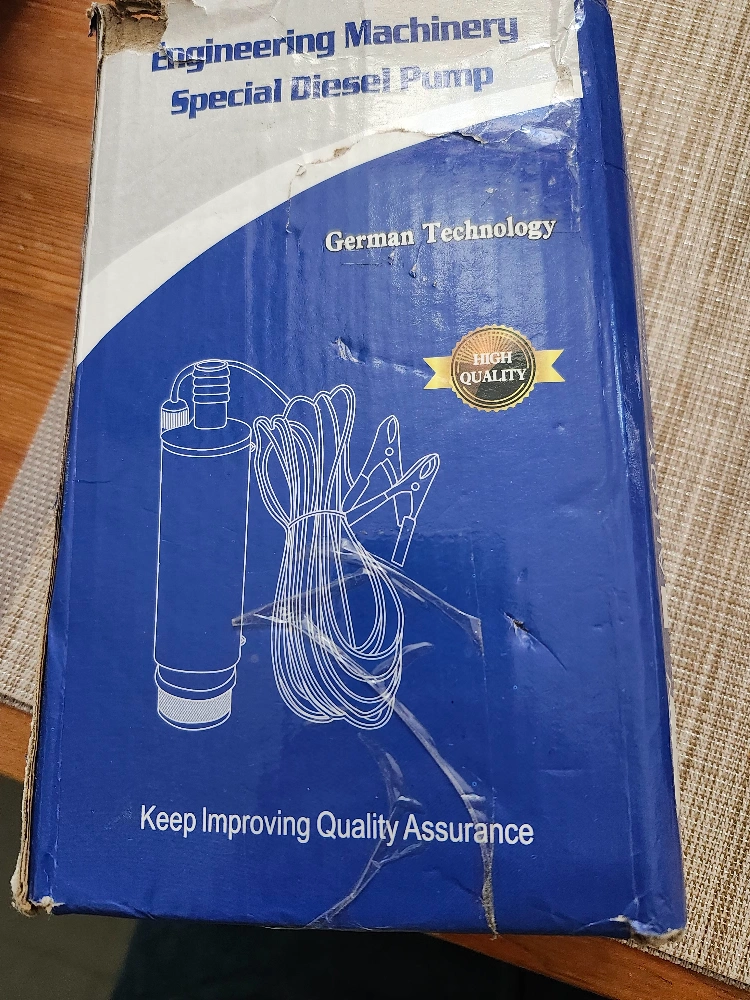 Engineering Machinery
Special Diesel Pump
German Technology
HIGH
QUALITY
Keep Improving Quality Assurance